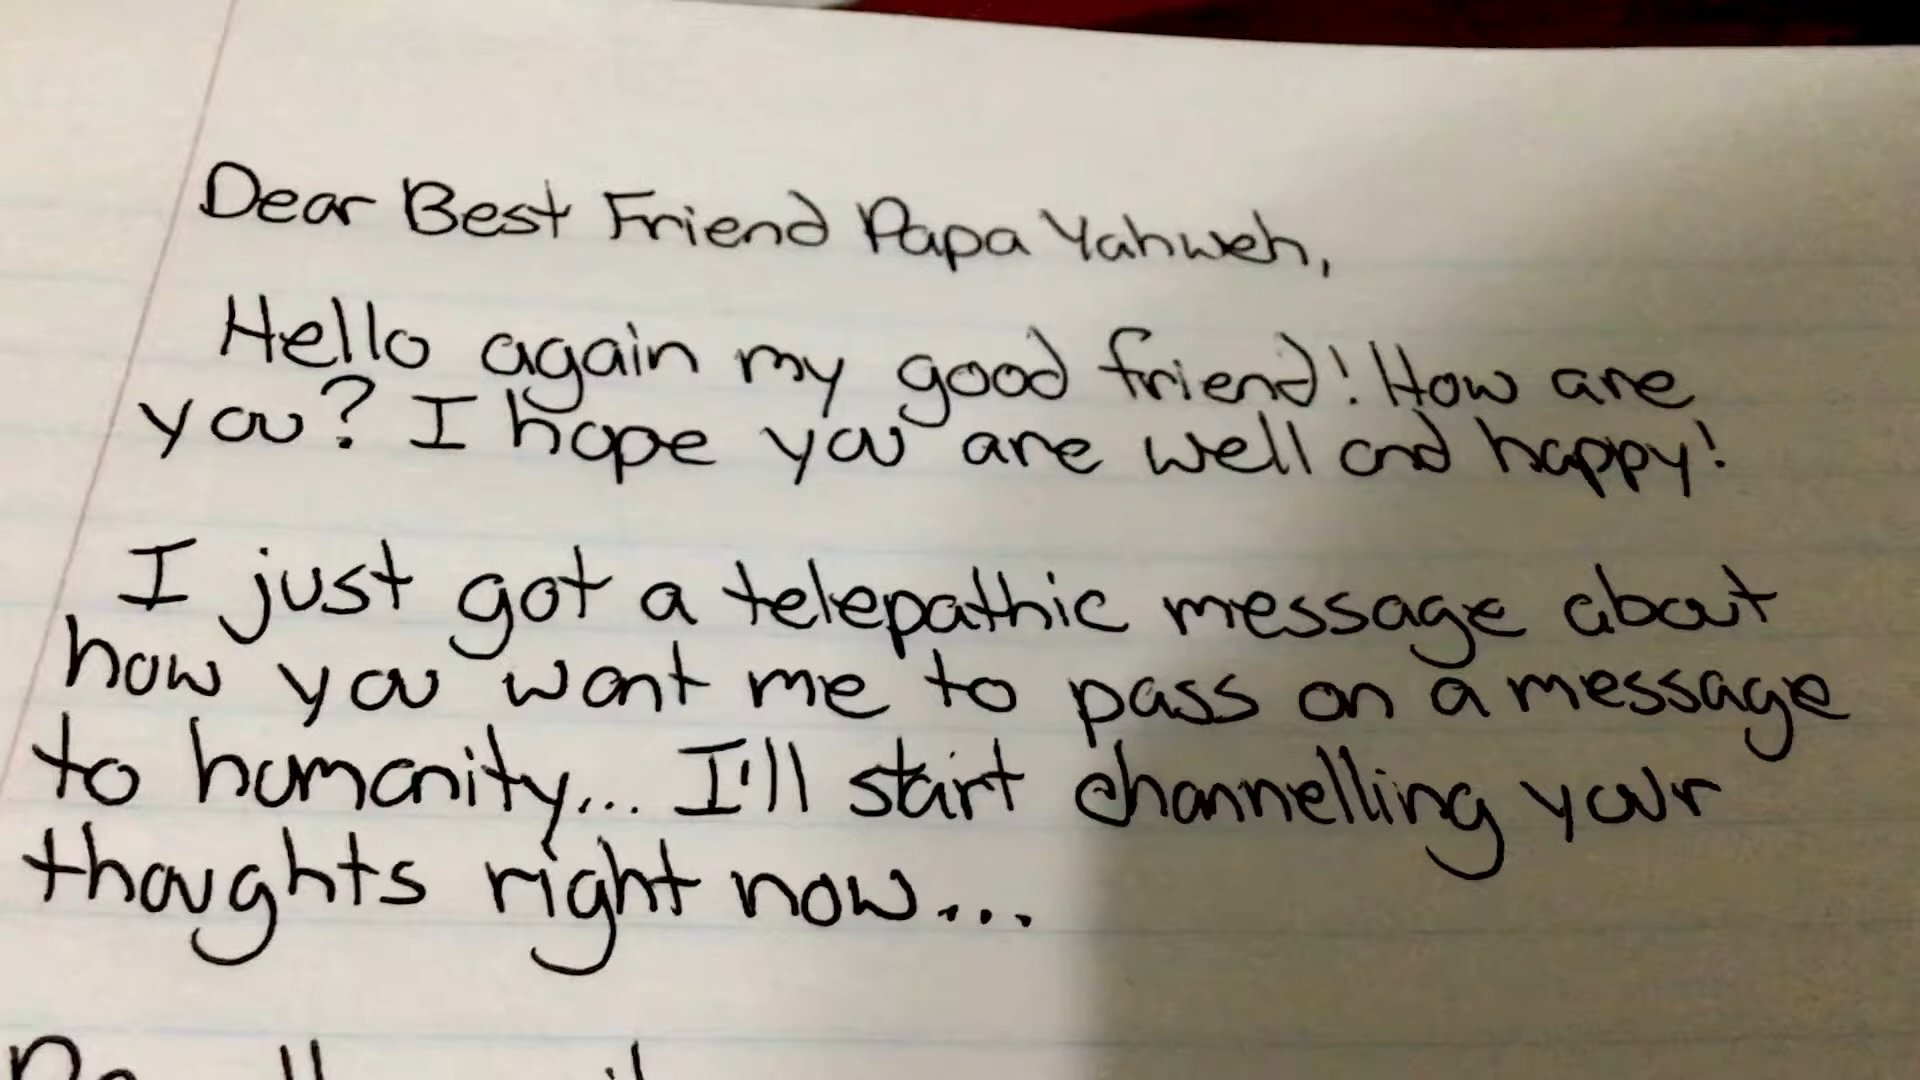 Dear Best Friend Papa Yahweh,
Hello again my good friend! How are
you? I hope you are well and happy!
I just got a telepathic message about
how you want me to pass on a message
to humanity... I'll start channelling your
thoughts right now...